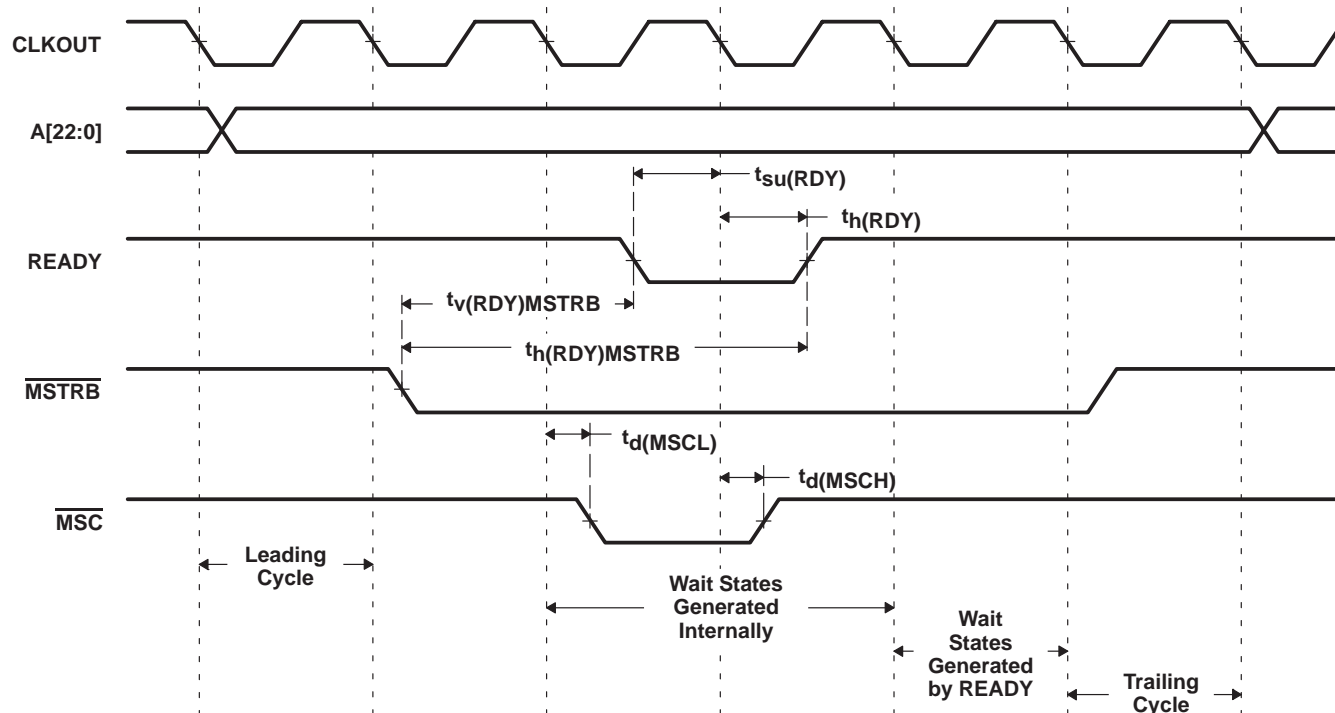 CLKOUT
A[22:0]
tsu(RDY)
th(RDY)
READY
tv(RDY)MSTRB
th(RDY)MSTRB
MSTRB
td(MSCL)
td(MSCH)
MSC
Leading
Cycle
Wait States
Generated
Internally
Wait
States
Generated
by READY
Trailing
Cycle